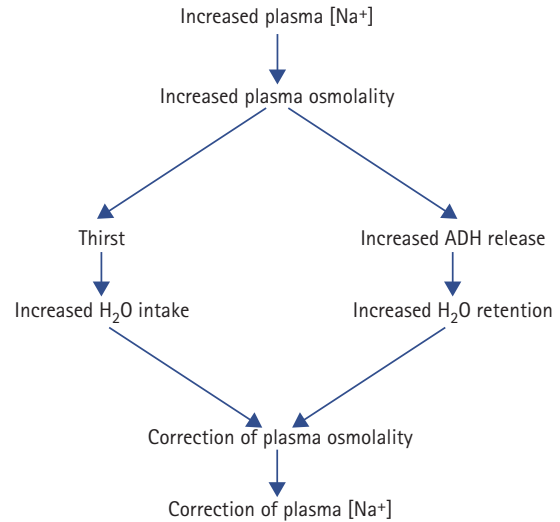 Increased plasma [Na⁺]
Increased plasma osmolality
Thirst
Increased ADH release
Increased H₂O intake
Increased H₂O retention
Correction of plasma osmolality
Correction of plasma [Na⁺]